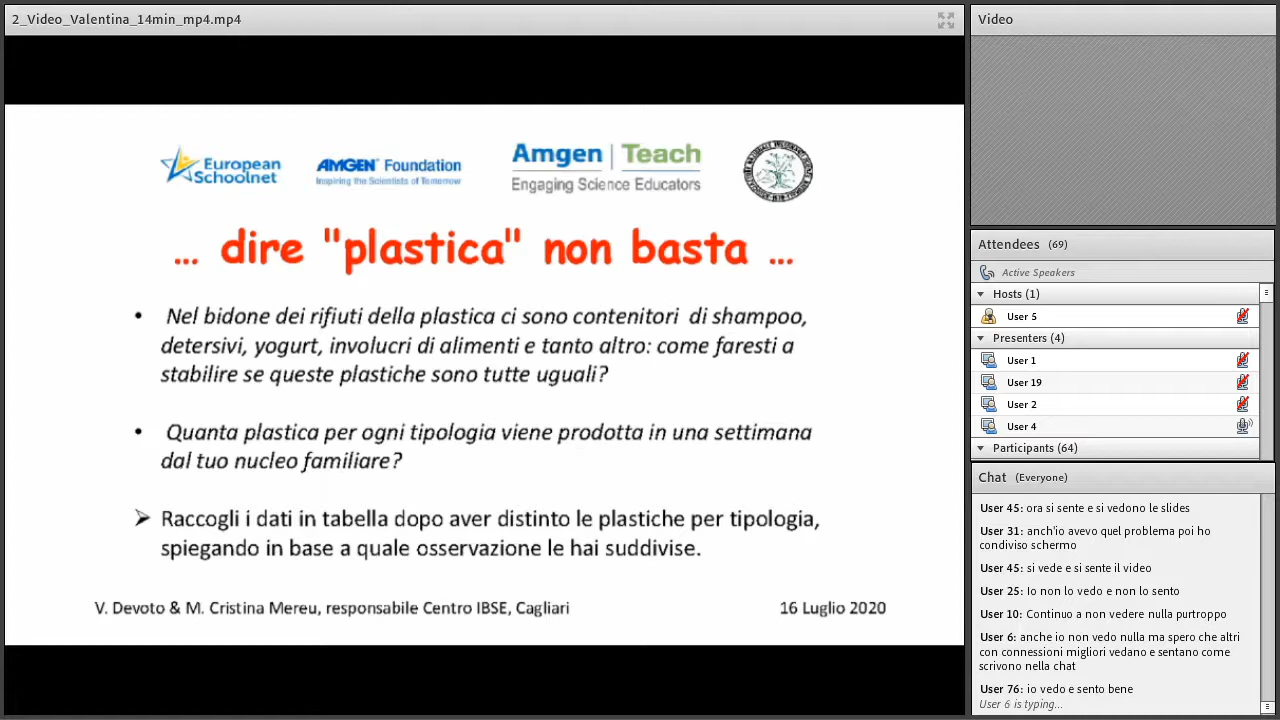 2_Video_Valentina_14min_mp4.mp4
European
Schoolnet
AMGEN Foundation
Inspiring the Scientists of Tomorrow
Amgen | Teach
Engaging Science Educators
... dire "plastica" non basta ...
• Nel bidone dei rifiuti della plastica ci sono contenitori di shampoo,
detersivi, yogurt, involucri di alimenti e tanto altro: come faresti a
stabilire se queste plastiche sono tutte uguali?
• Quanta plastica per ogni tipologia viene prodotta in una settimana
dal tuo nucleo familiare?
Raccogli i dati in tabella dopo aver distinto le plastiche per tipologia,
spiegando in base a quale osservazione le hai suddivise.
V. Devoto & M. Cristina Mereu, responsabile Centro IBSE, Cagliari
16 Luglio 2020
Video
Attendees (69)
Active Speakers
Hosts (1)
User 5
Presenters (4)
User 1
User 19
User 2
User 4
Participants (64)
Chat (Everyone)
User 45: ora si sente e si vedono le slides
User 31: anch'io avevo quel problema poi ho
condiviso schermo
User 45: si vede e si sente il video
User 25: Io non lo vedo e non lo sento
User 10: Continuo a non vedere nulla purtroppo
User 6: anche io non vedo nulla ma spero che altri
con connessioni migliori vedano e sentano come
scrivono nella chat
User 76: io vedo e sento bene
User 6 is typing...